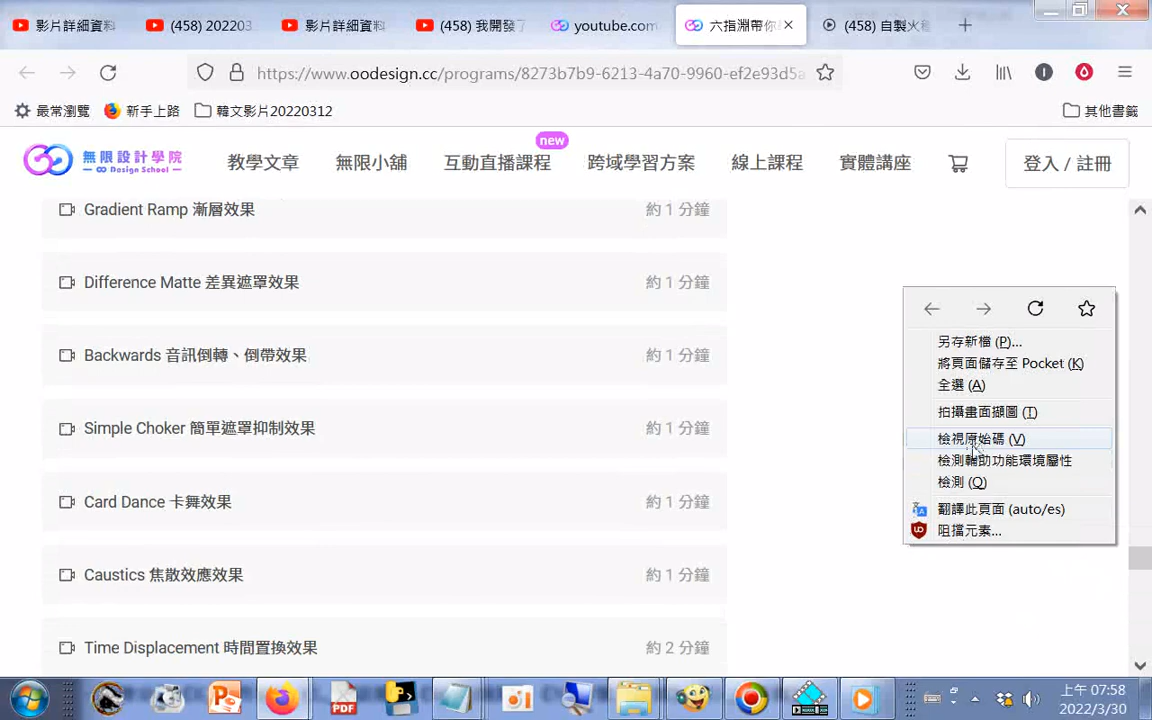 影片詳細資料
(458) 202203
影片詳細資料
(458) 我開發了
youtube.com
六指淵帶你
(458) 自製火
https://www.oodesign.cc/programs/8273b7b9-6213-4a70-9960-ef2e93d5a
最常瀏覽
新手上路
韓文影片20220312
其他書籤
無限設計學院
Design School
教學文章
無限小舖
互動直播課程
new
跨域學習方案
線上課程
實體講座
登入 / 註冊
Gradient Ramp 漸層效果 約 1 分鐘
Difference Matte 差異遮罩效果 約 1 分鐘
Backwards 音訊倒轉、倒帶效果 約 1 分鐘
Simple Choker 簡單遮罩抑制效果 約 1 分鐘
Card Dance 卡舞效果 約 1 分鐘
Caustics 焦散效應效果 約 1 分鐘
Time Displacement 時間置換效果 約 2 分鐘
另存新檔 (P)...
將頁面儲存至 Pocket (K)
全選 (A)
拍攝畫面擷圖 (T)
檢視原始碼 (V)
檢測輔助功能環境屬性
檢測 (Q)
翻譯此頁面 (auto/es)
阻擋元素...
上午 07:58
2022/3/30